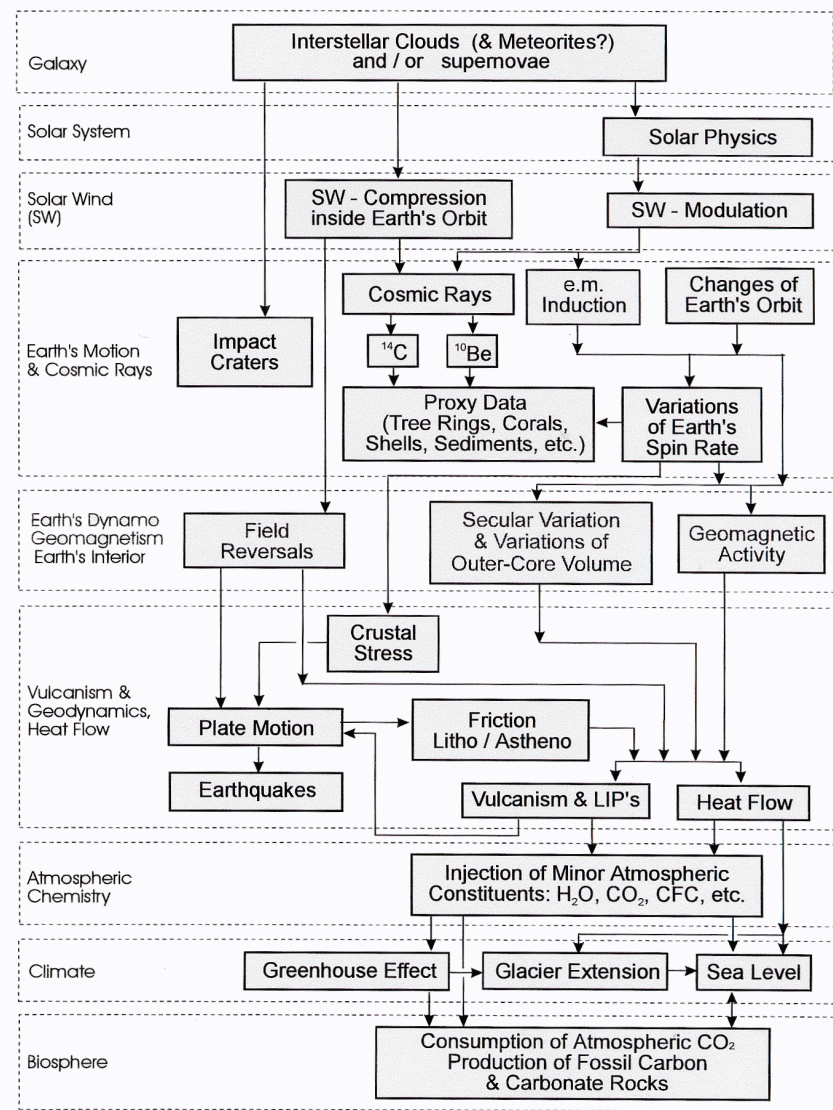 Galaxy
Interstellar Clouds (& Meteorites?)
and / or supernovae
Solar System
Solar Physics
Solar Wind
(SW)
SW - Compression
inside Earth's Orbit
SW - Modulation
Earth's Motion
& Cosmic Rays
Cosmic Rays
e.m.
Induction
Changes of
Earth's Orbit
Impact
Craters
¹⁴C
¹⁰Be
Proxy Data
(Tree Rings, Corals,
Shells, Sediments, etc.)
Variations
of Earth's
Spin Rate
Earth's Dynamo
Geomagnetism
Earth's Interior
Field
Reversals
Secular Variation
& Variations of
Outer-Core Volume
Geomagnetic
Activity
Vulcanism &
Geodynamics,
Heat Flow
Crustal
Stress
Plate Motion
Friction
Litho / Astheno
Earthquakes
Vulcanism & LIP's
Heat Flow
Atmospheric
Chemistry
Injection of Minor Atmospheric
Constituents: H₂O, CO₂, CFC, etc.
Climate
Greenhouse Effect
Glacier Extension
Sea Level
Biosphere
Consumption of Atmospheric CO₂
Production of Fossil Carbon
& Carbonate Rocks